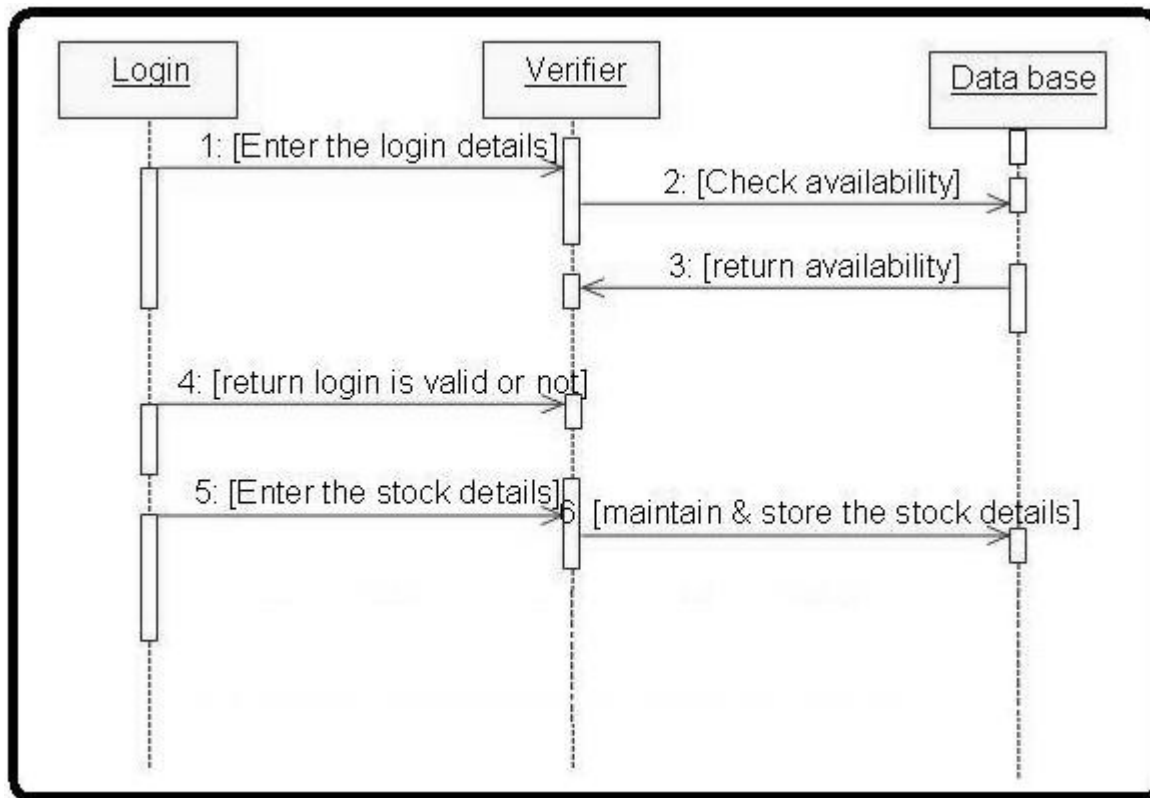 Login
Verifier
Data base
1: [Enter the login details]
2: [Check availability]
3: [return availability]
4: [return login is valid or not]
5: [Enter the stock details]
6: [maintain & store the stock details]